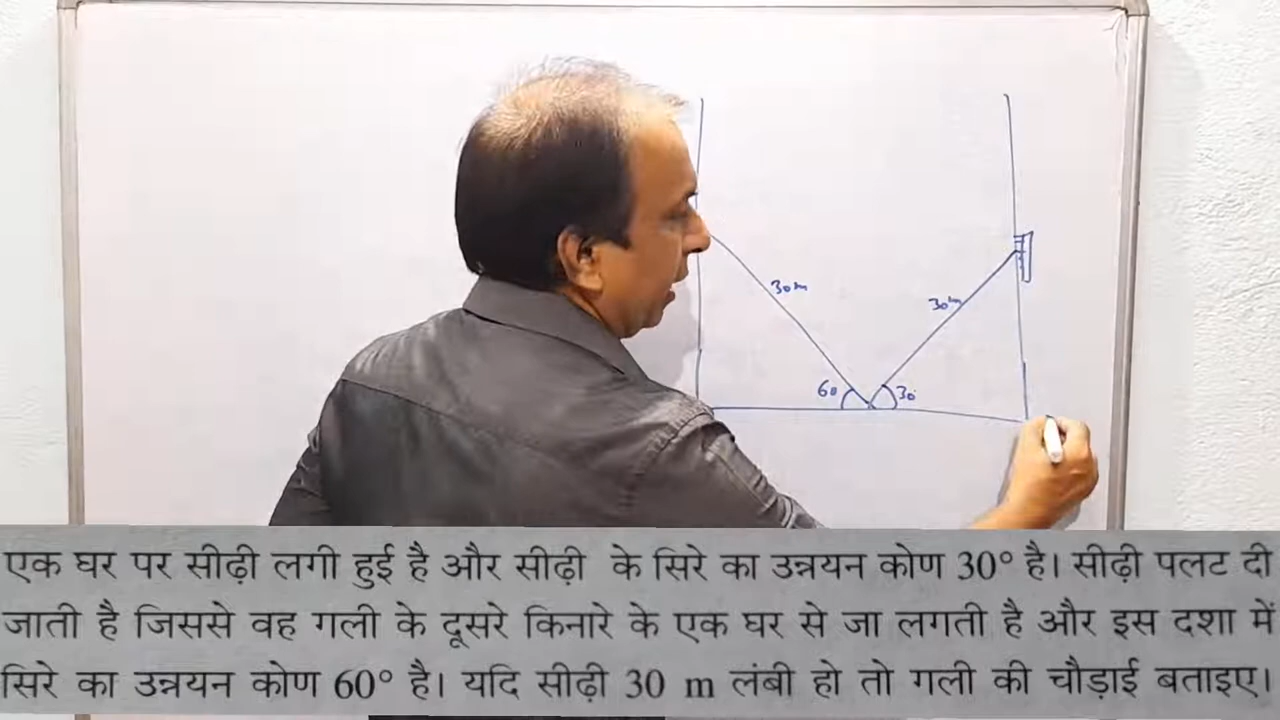 30m
30m
60
30°
एक घर पर सीढ़ी लगी हुई है और सीढ़ी के सिरे का उन्नयन कोण 30° है। सीढ़ी पलट दी
जाती है जिससे वह गली के दूसरे किनारे के एक घर से जा लगती है और इस दशा में
सिरे का उन्नयन कोण 60° है। यदि सीढ़ी 30 m लंबी हो तो गली की चौड़ाई बताइए।